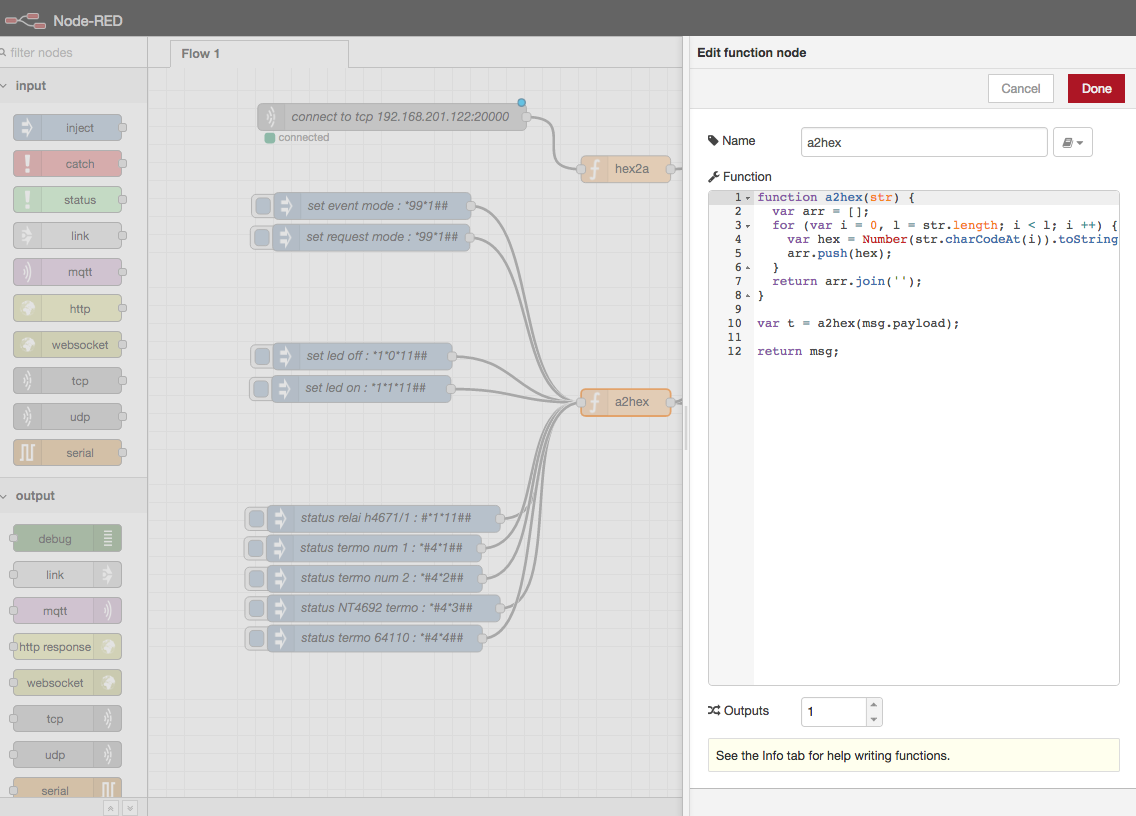 Node-RED
filter nodes
input
inject
catch
status
link
mqtt
http
websocket
tcp
udp
serial
output
debug
link
mqtt
http response
websocket
tcp
udp
serial
Flow 1
connect to tcp 192.168.201.122:20000
connected
hex2a
set event mode : *99*1##
set request mode : *99*1##
set led off : *1*0*11##
set led on : *1*1*11##
a2hex
status relai h4671/1 : #*1*11##
status termo num 1 : *#4*1##
status termo num 2 : *#4*2##
status NT4692 termo : *#4*3##
status termo 64110 : *#4*4##
Edit function node
Cancel
Done
Name
a2hex
Function
1 function a2hex(str) {
2 var arr = [];
3 for (var i = 0, l = str.length; i < l; i ++) {
4 var hex = Number(str.charCodeAt(i)).toString
5 arr.push(hex);
6 }
7 return arr.join('');
8 }
9
10 var t = a2hex(msg.payload);
11
12 return msg;
Outputs
1
See the Info tab for help writing functions.